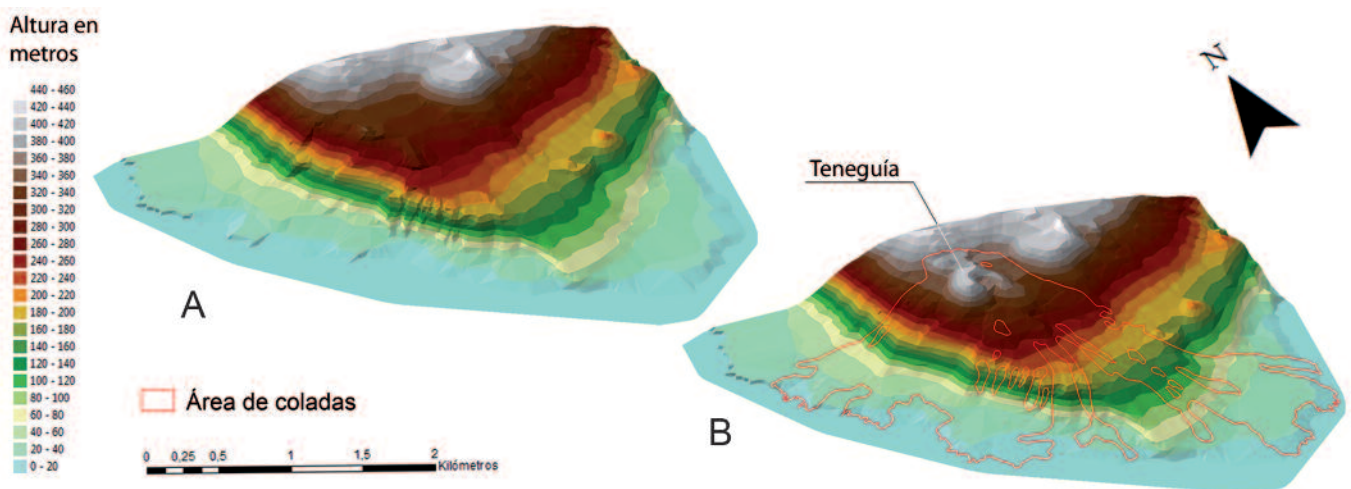 Altura en
metros
440 - 460
420 - 440
400 - 420
380 - 400
360 - 380
340 - 360
320 - 340
300 - 320
280 - 300
260 - 280
240 - 260
220 - 240
200 - 220
180 - 200
160 - 180
140 - 160
120 - 140
100 - 120
80 - 100
60 - 80
40 - 60
20 - 40
0 - 20
A
N
Teneguía
B
Área de coladas
0 0,25 0,5 1 1,5 2
Kilómetros